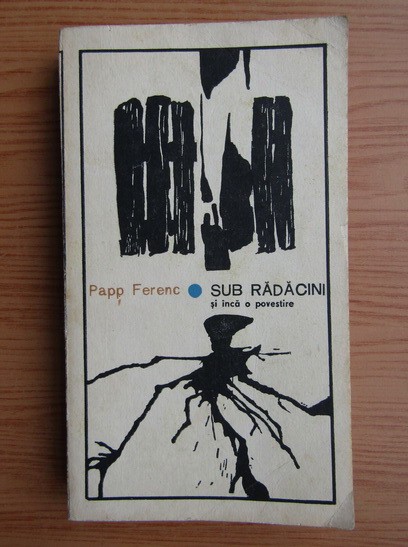 Papp Ferenc SUB RĂDĂCINI
și încă o povestire